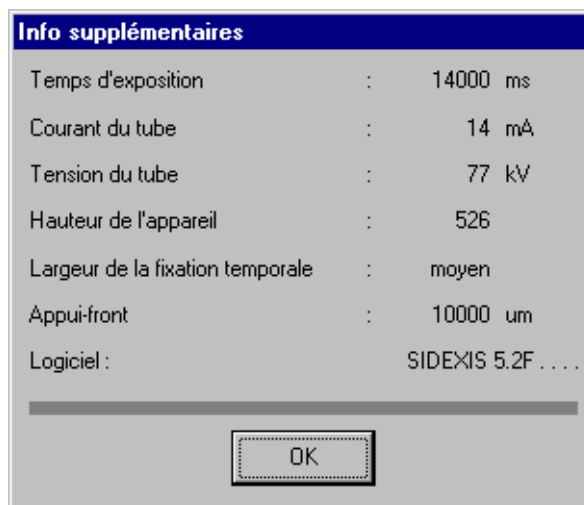 Info supplémentaires
Temps d'exposition : 14000 ms
Courant du tube : 14 mA
Tension du tube : 77 kV
Hauteur de l'appareil : 526
Largeur de la fixation temporale : moyen
Appui-front : 10000 um
Logiciel : SIDEXIS 5.2F . . . .
OK